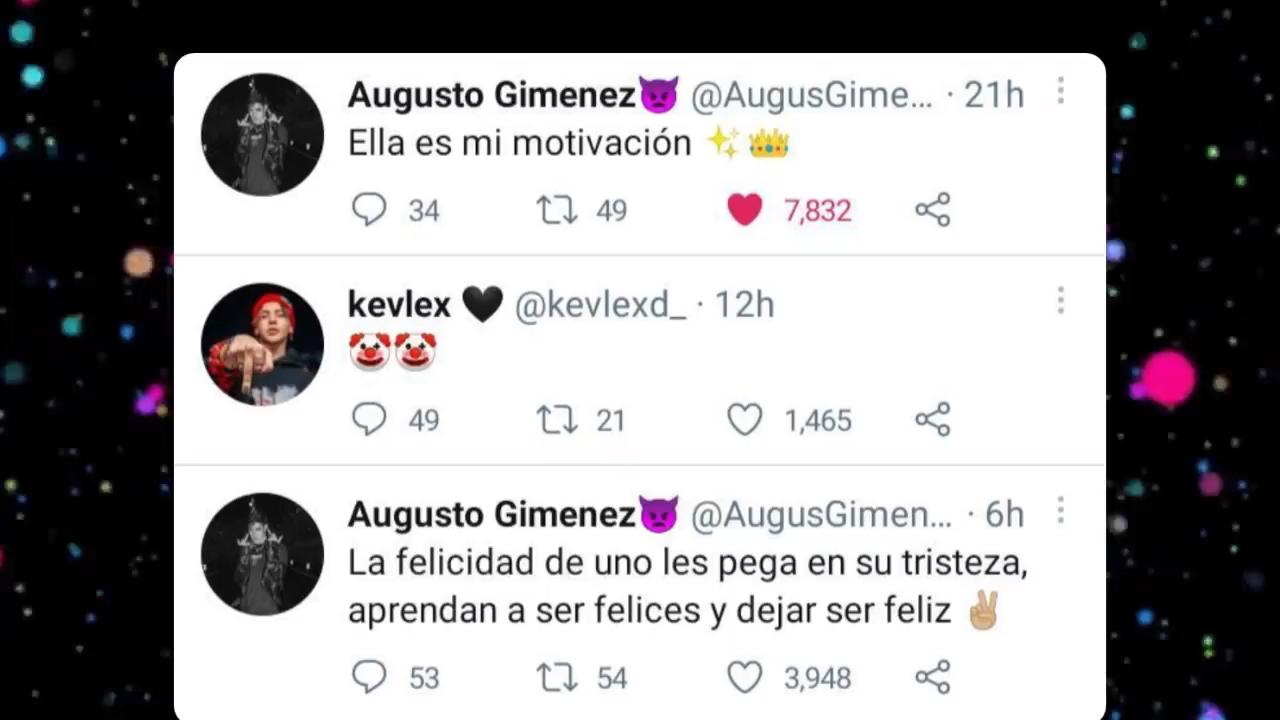 Augusto Gimenez😈 @AugusGime... · 21h
Ella es mi motivación ✨👑
34 49 7,832
kevlex 🖤 @kevlexd_ · 12h
🤡🤡
49 21 1,465
Augusto Gimenez😈 @AugusGimen... · 6h
La felicidad de uno les pega en su tristeza,
aprendan a ser felices y dejar ser feliz ✌🏼
53 54 3,948